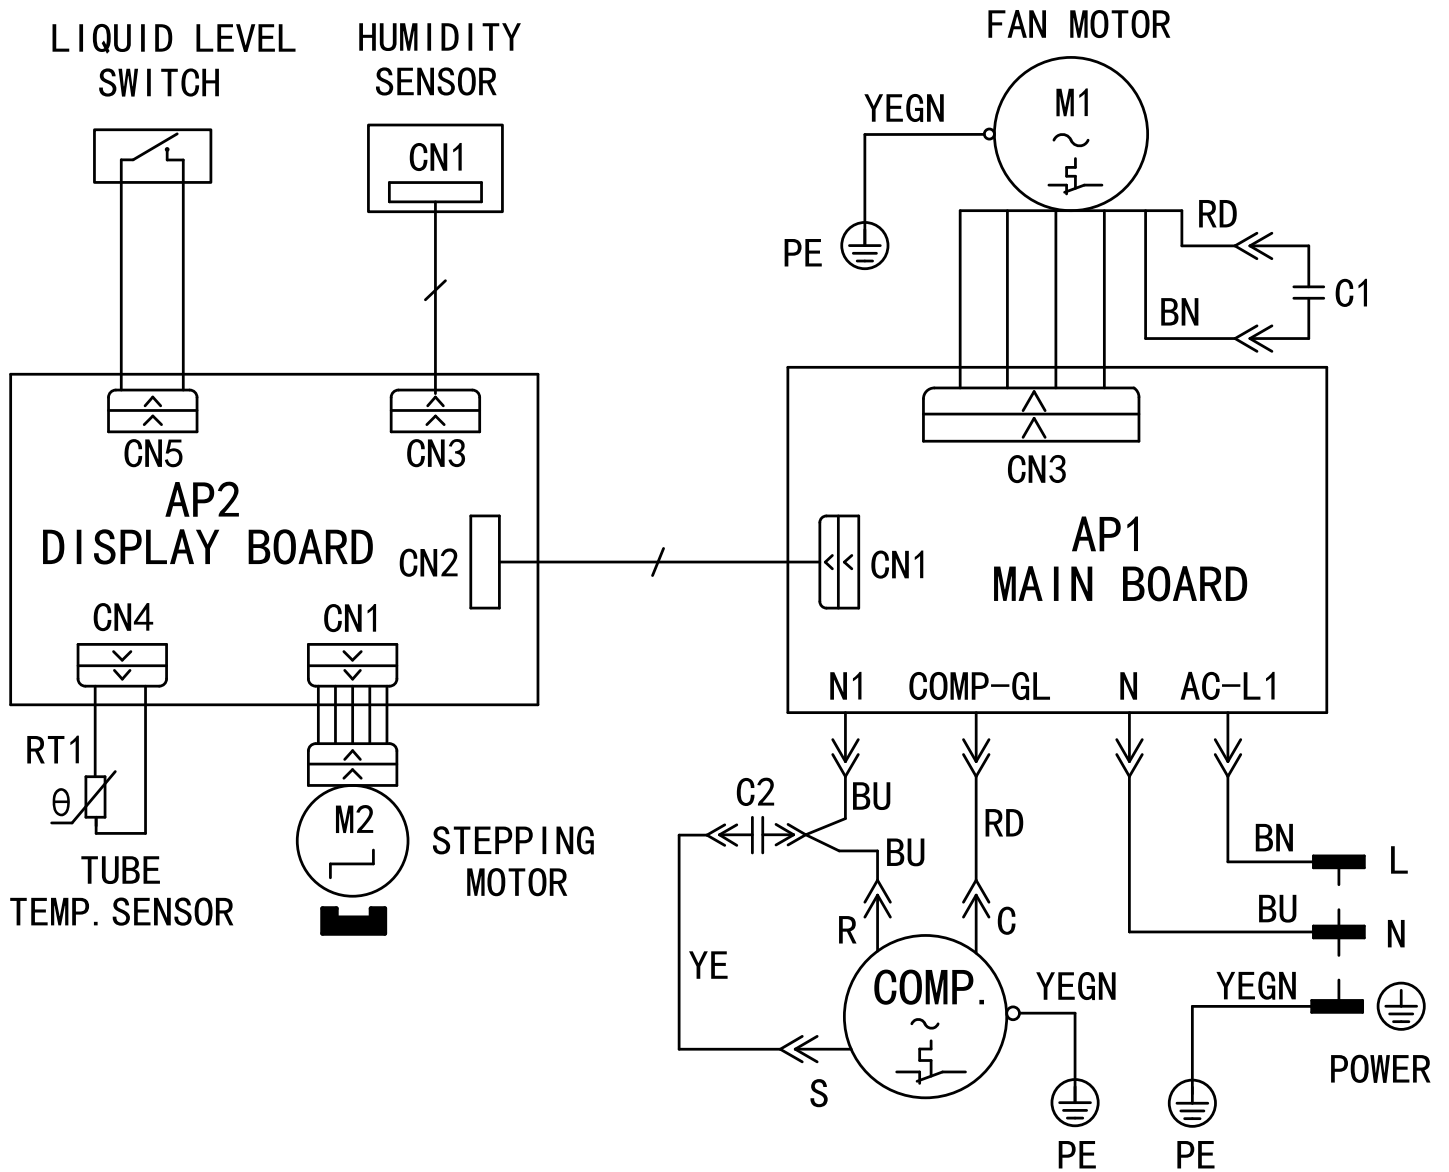 FAN MOTOR
LIQUID LEVEL
SWITCH
HUMIDITY
SENSOR
M1
YEGN
CN1
RD
PE
C1
BN
CN5
CN3
CN3
AP2
DISPLAY BOARD
CN2
CN1
AP1
MAIN BOARD
CN4
CN1
N1
COMP-GL
N
AC-L1
RT1
θ
C2
BU
RD
M2
STEPPING
MOTOR
BU
BN
L
TUBE
TEMP. SENSOR
R
C
BU
N
YE
COMP.
YEGN
YEGN
POWER
S
PE
PE